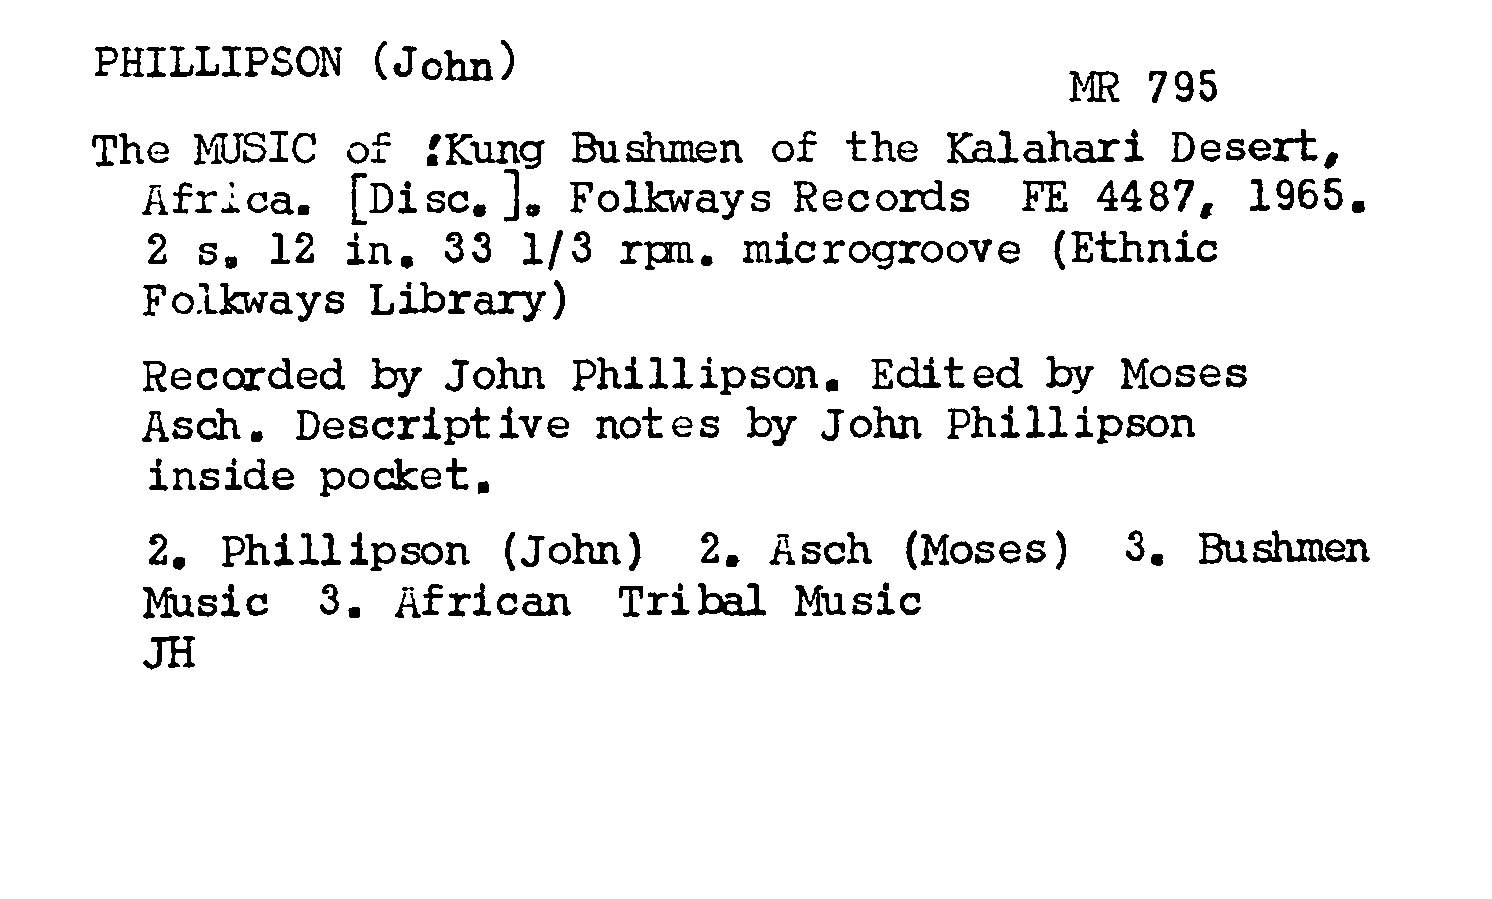 PHILLIPSON (John)
MR 795
The MUSIC of !Kung Bushmen of the Kalahari Desert,
Africa. [Disc.]. Folkways Records FE 4487, 1965.
2 s. 12 in. 33 1/3 rpm. microgroove (Ethnic
Folkways Library)
Recorded by John Phillipson. Edited by Moses
Asch. Descriptive notes by John Phillipson
inside pocket.
2. Phillipson (John) 2. Asch (Moses) 3. Bushmen
Music 3. African Tribal Music
JH